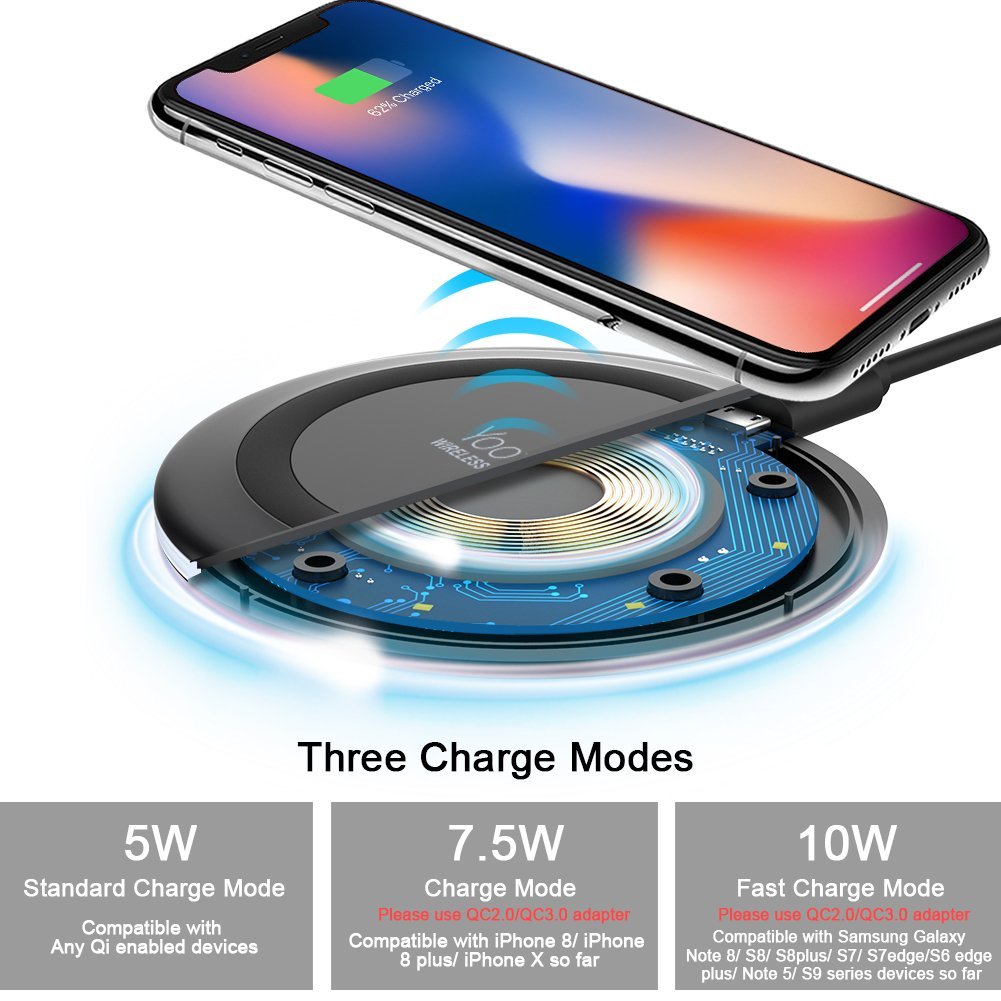 62% Charged
YOO
WIRELESS
Three Charge Modes
5W
Standard Charge Mode
Compatible with
Any Qi enabled devices
7.5W
Charge Mode
Please use QC2.0/QC3.0 adapter
Compatible with iPhone 8/ iPhone
8 plus/ iPhone X so far
10W
Fast Charge Mode
Please use QC2.0/QC3.0 adapter
Compatible with Samsung Galaxy
Note 8/ S8/ S8plus/ S7/ S7edge/S6 edge
plus/ Note 5/ S9 series devices so far